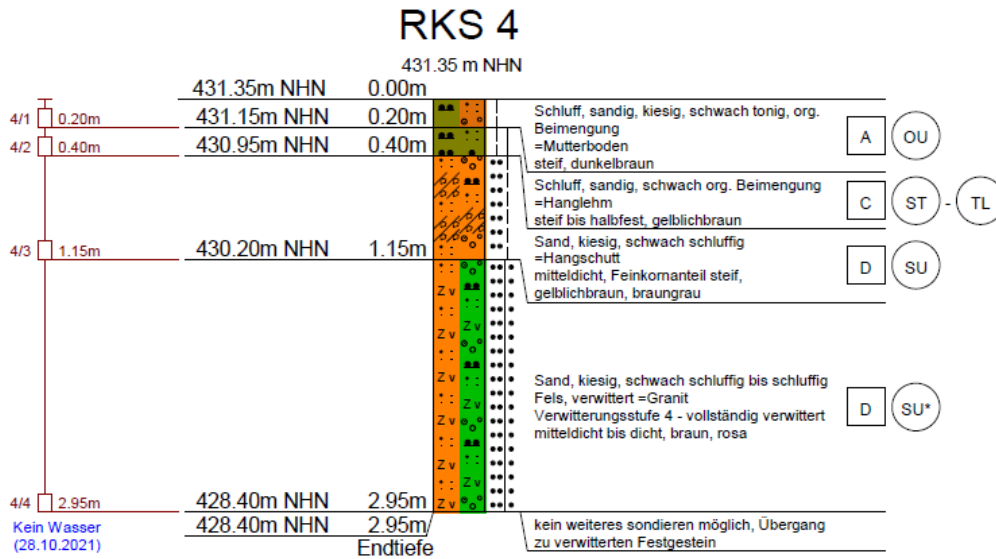 RKS 4
431.35 m NHN
431.35m NHN 0.00m
4/1 0.20m 431.15m NHN 0.20m
4/2 0.40m 430.95m NHN 0.40m
Schluff, sandig, kiesig, schwach tonig, org.
Beimengung
=Mutterboden
steif, dunkelbraun
A OU
Schluff, sandig, schwach org. Beimengung
=Hanglehm
steif bis halbfest, gelblichbraun
C ST - TL
4/3 1.15m 430.20m NHN 1.15m
Sand, kiesig, schwach schluffig
=Hangschutt
mitteldicht, Feinkornanteil steif,
gelblichbraun, braungrau
D SU
Z v
Z v
Z v
Z v
Z v
Z v
Z v
Z v
Z v
Z v
Z v
Sand, kiesig, schwach schluffig bis schluffig
Fels, verwittert =Granit
Verwitterungsstufe 4 - vollständig verwittert
mitteldicht bis dicht, braun, rosa
D SU*
4/4 2.95m 428.40m NHN 2.95m
428.40m NHN 2.95m
Endtiefe
Kein Wasser
(28.10.2021)
kein weiteres sondieren möglich, Übergang
zu verwitterten Festgestein